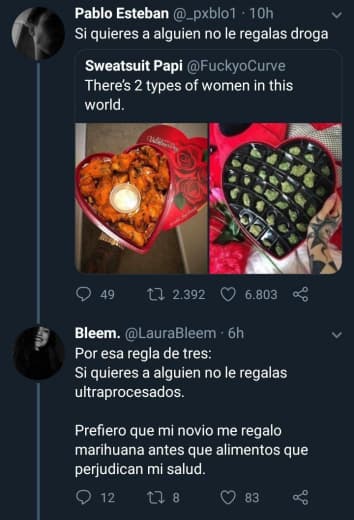 Pablo Esteban @_pxblo1 · 10h
Si quieres a alguien no le regalas droga
Sweatsuit Papi @FuckyoCurve
There's 2 types of women in this
world.
49 2.392 6.803
Bleem. @LauraBleem · 6h
Por esa regla de tres:
Si quieres a alguien no le regalas
ultraprocesados.
Prefiero que mi novio me regalo
marihuana antes que alimentos que
perjudican mi salud.
12 8 83